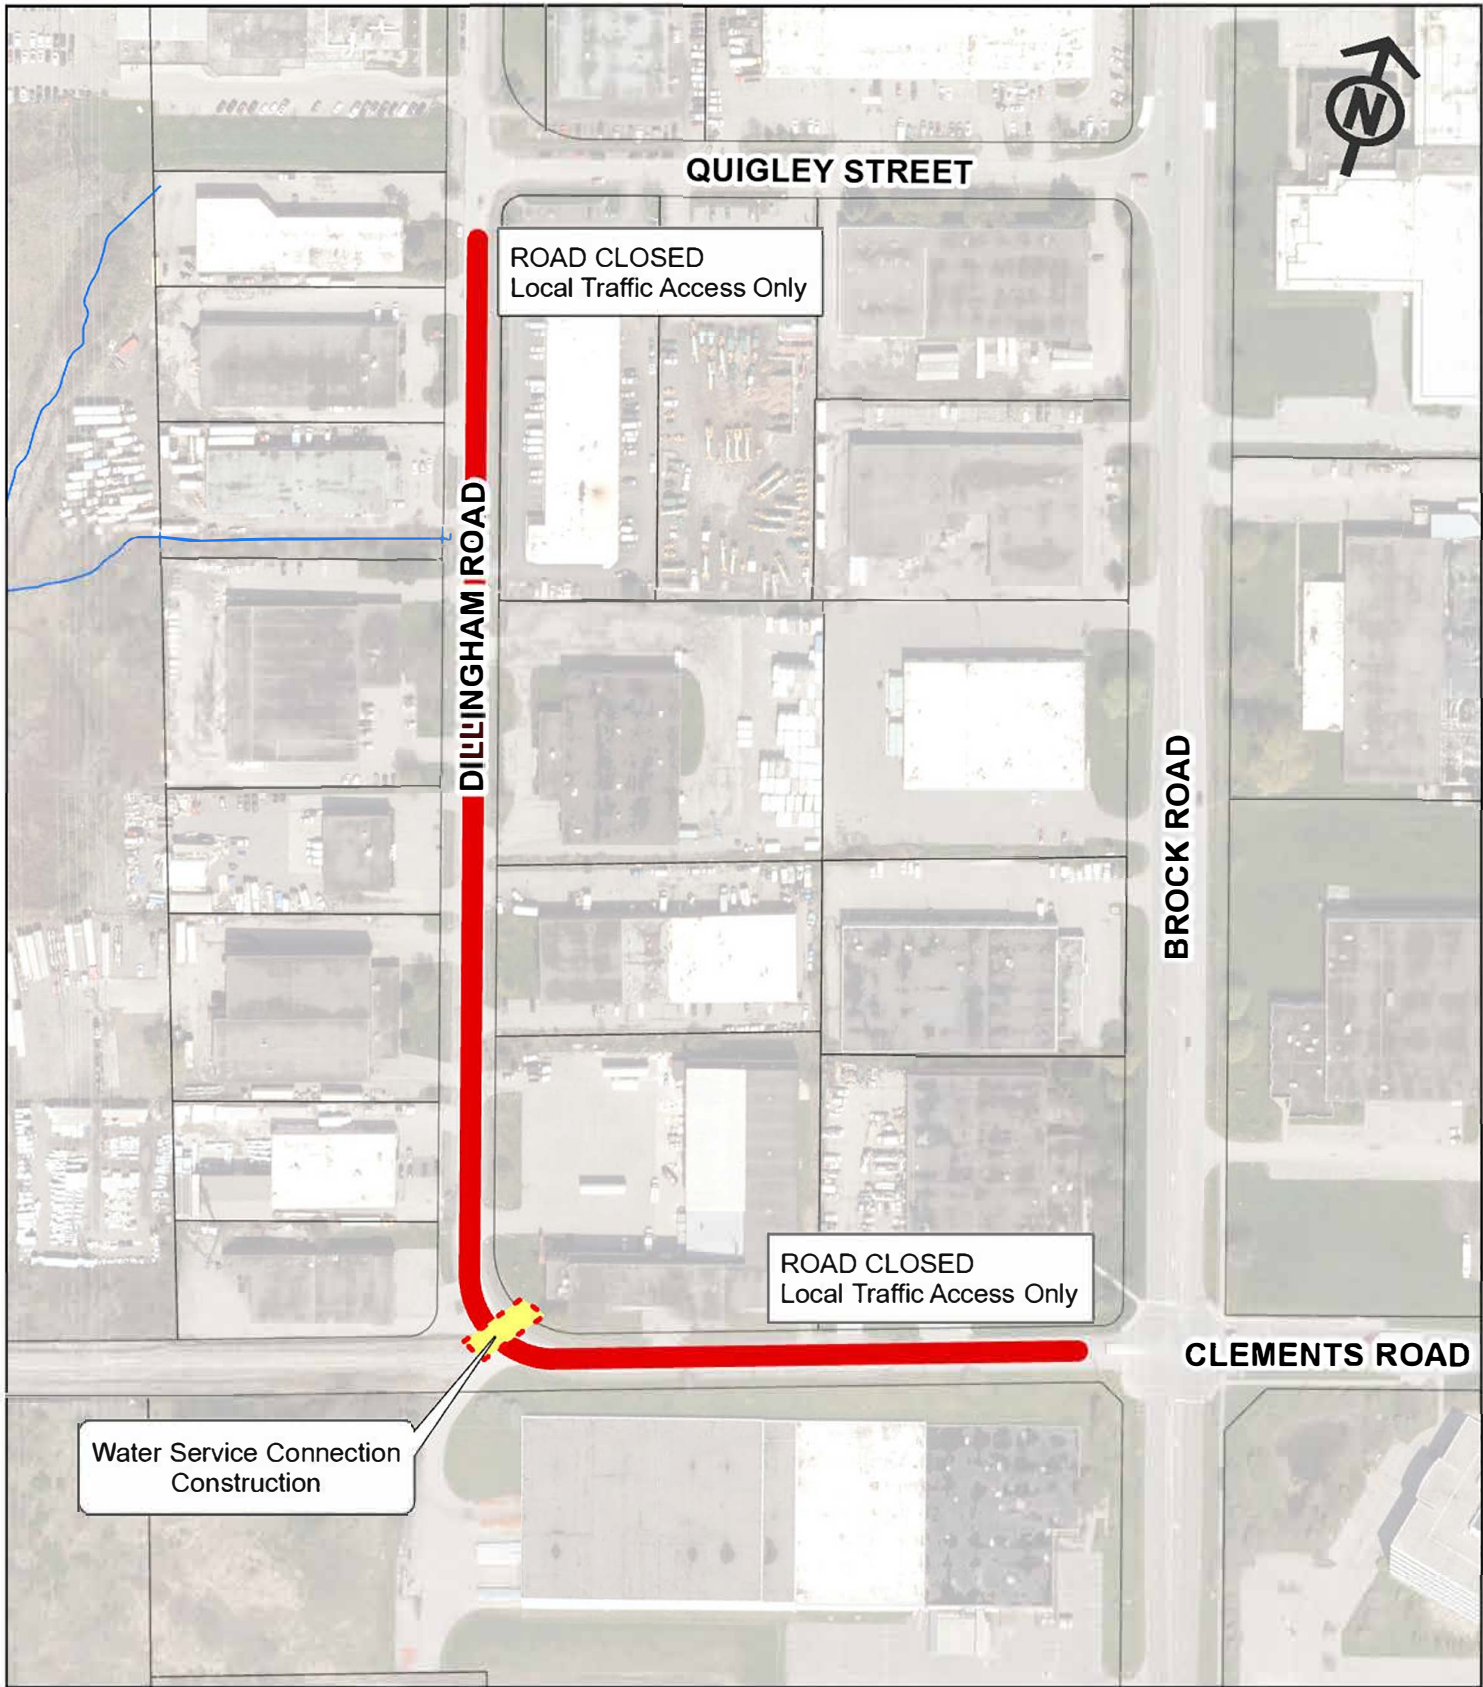 N
QUIGLEY STREET
ROAD CLOSED
Local Traffic Access Only
DILLINGHAM ROAD
BROCK ROAD
ROAD CLOSED
Local Traffic Access Only
CLEMENTS ROAD
Water Service Connection
Construction